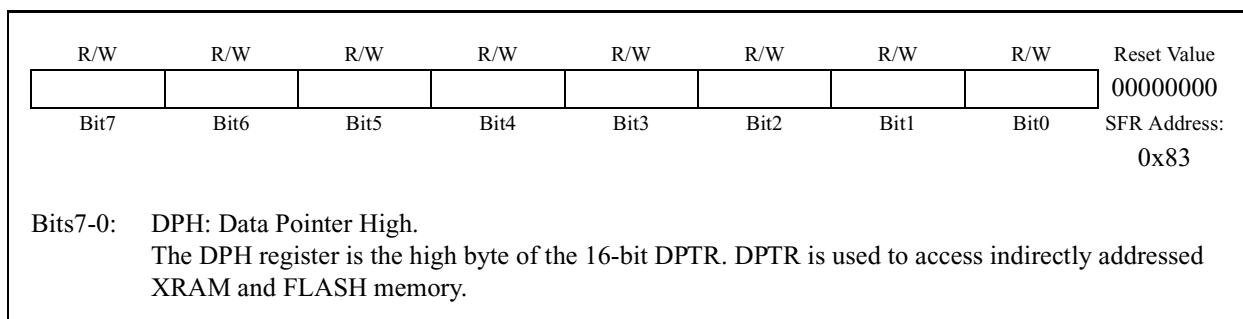 R/W R/W R/W R/W R/W R/W R/W R/W Reset Value
00000000
Bit7 Bit6 Bit5 Bit4 Bit3 Bit2 Bit1 Bit0 SFR Address:
0x83
Bits7-0: DPH: Data Pointer High.
The DPH register is the high byte of the 16-bit DPTR. DPTR is used to access indirectly addressed
XRAM and FLASH memory.